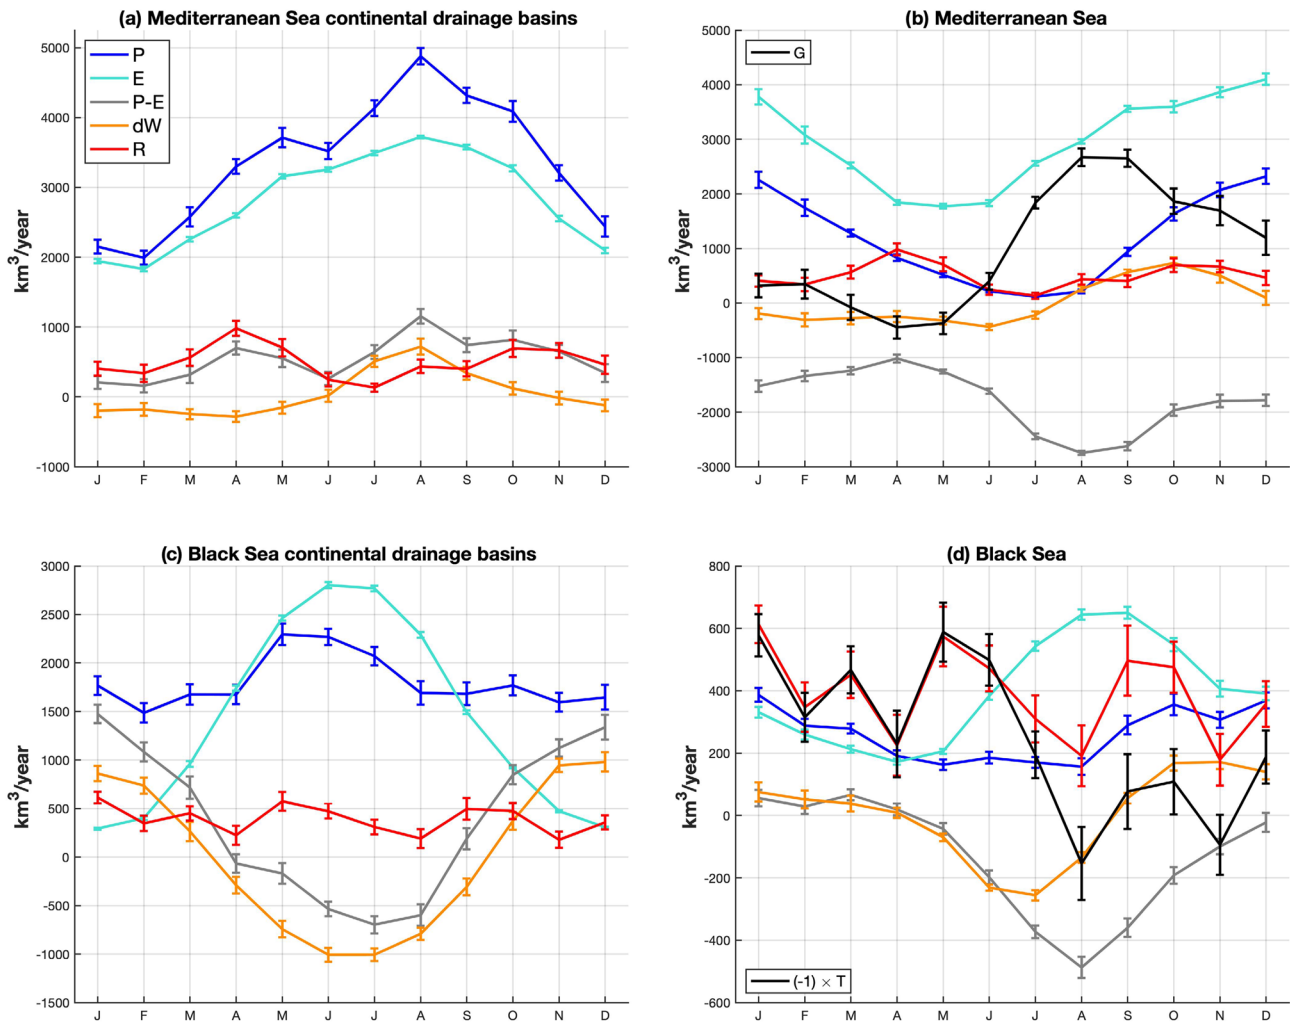 (a) Mediterranean Sea continental drainage basins
5000
4000
3000
2000
1000
0
-1000
km³/year
P
E
P-E
dW
R
J F M A M J J A S O N D
(b) Mediterranean Sea
5000
4000
3000
2000
1000
0
-1000
-2000
-3000
km³/year
G
J F M A M J J A S O N D
(c) Black Sea continental drainage basins
3000
2500
2000
1500
1000
500
0
-500
-1000
-1500
km³/year
J F M A M J J A S O N D
(d) Black Sea
800
600
400
200
0
-200
-400
-600
km³/year
(-1) × T
J F M A M J J A S O N D